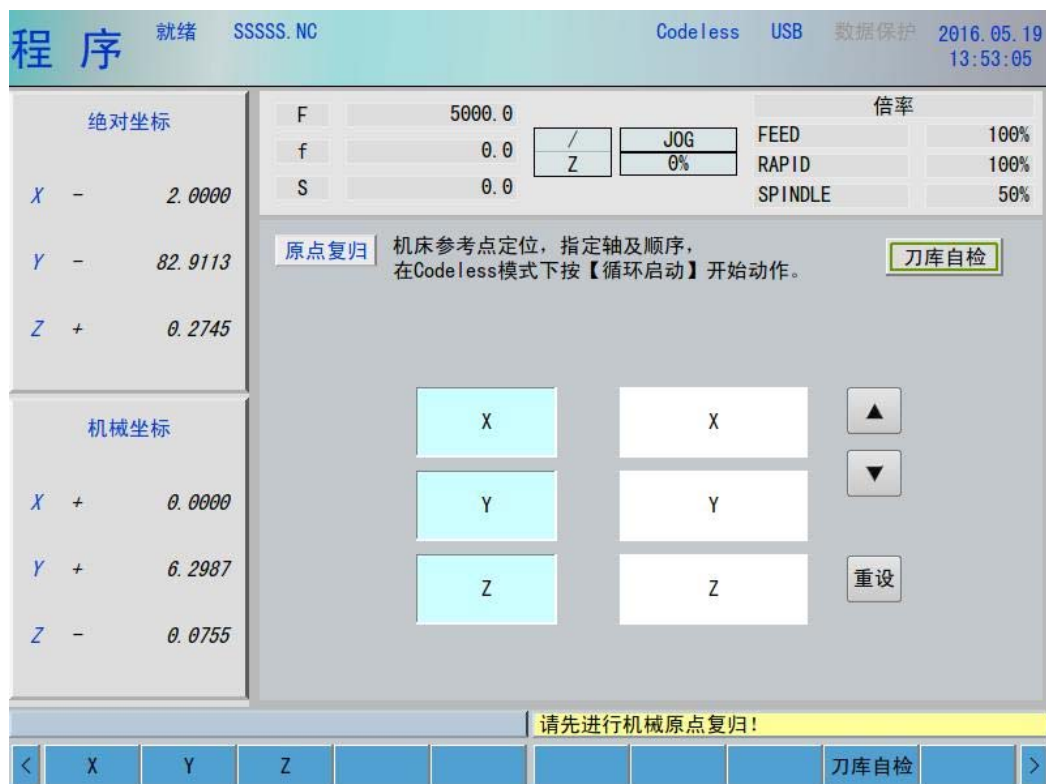 程 序
就绪 SSSSS.NC
Codeless USB 数据保护 2016.05.19
13:53:05
绝对坐标
X - 2.0000
Y - 82.9113
Z + 0.2745
机械坐标
X + 0.0000
Y + 6.2987
Z - 0.0755
F 5000.0
f 0.0
S 0.0
/ JOG
Z 0%
倍率
FEED 100%
RAPID 100%
SPINDLE 50%
原点复归
机床参考点定位，指定轴及顺序，
在Codeless模式下按【循环启动】开始动作。
刀库自检
X X ▲
▼
Y Y
Z Z 重设
请先进行机械原点复归!
< X Y Z 刀库自检 >